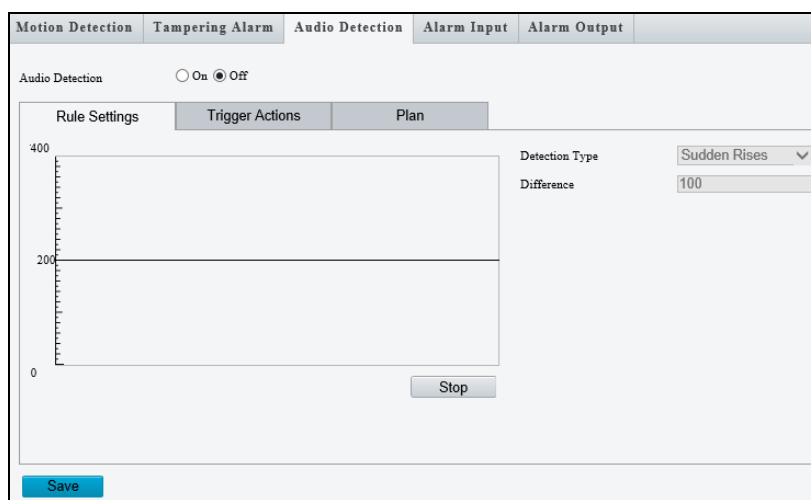 Motion Detection Tampering Alarm Audio Detection Alarm Input Alarm Output
Audio Detection On Off
Rule Settings Trigger Actions Plan
400
Detection Type Sudden Rises
Difference 100
200
0
Stop
Save